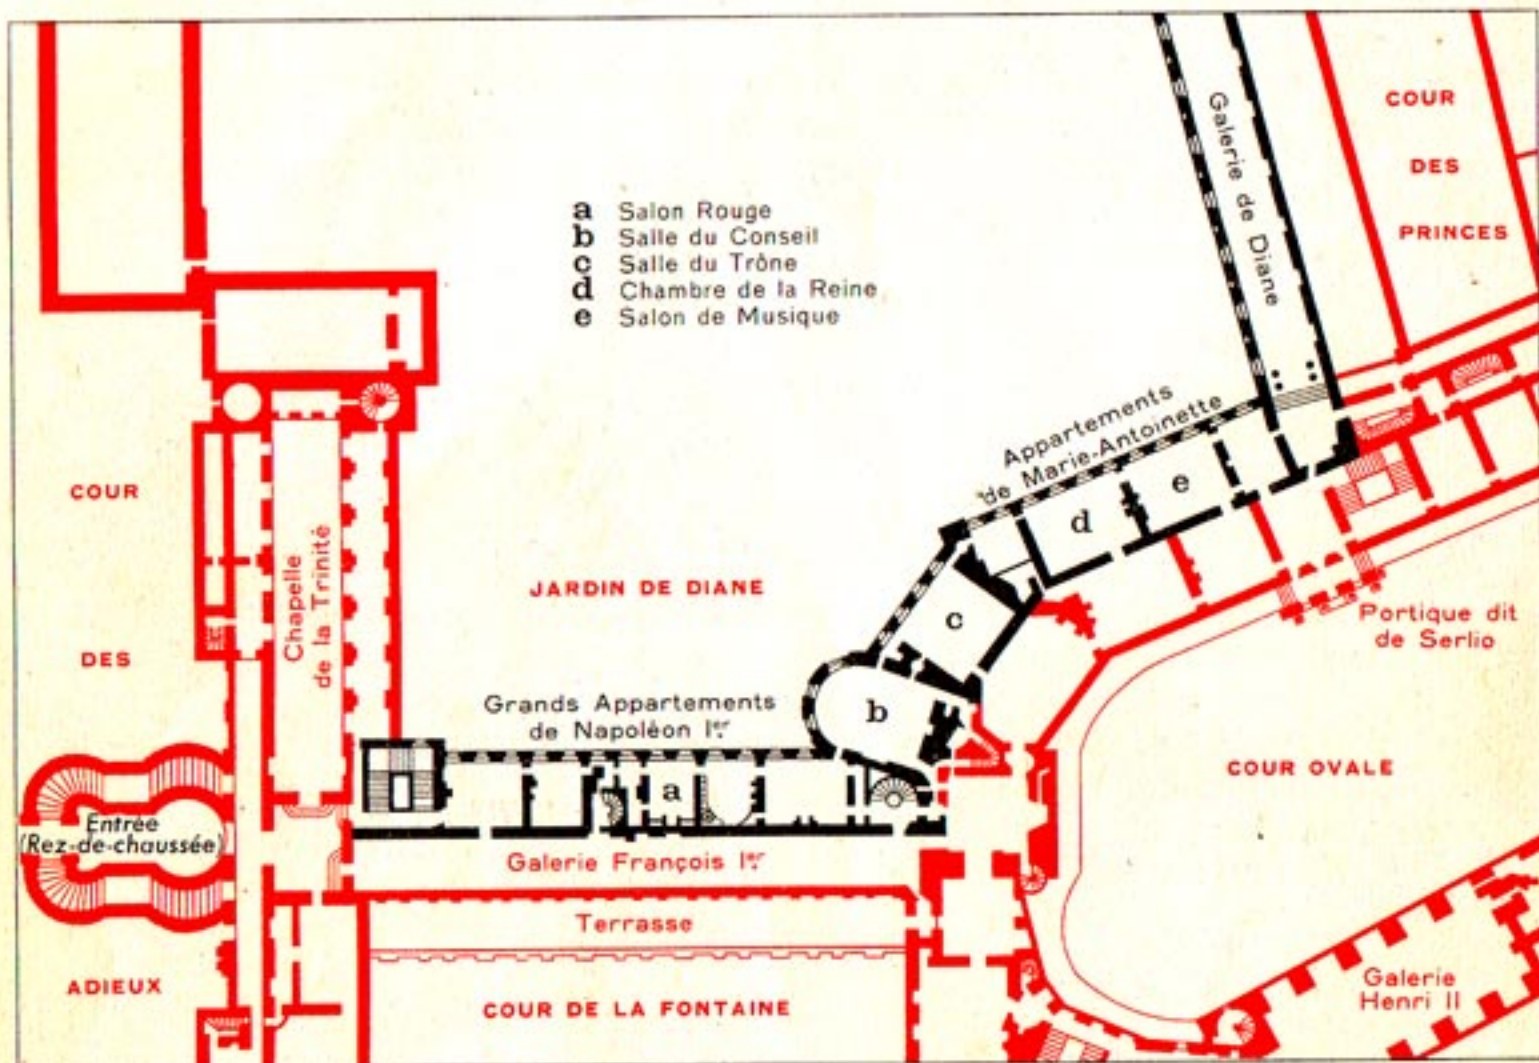 COUR
DES
PRINCES
Galerie de Diane
a Salon Rouge
b Salle du Conseil
c Salle du Trône
d Chambre de la Reine
e Salon de Musique
Appartements
de Marie-Antoinette
e
d
c
b
a
COUR
DES
ADIEUX
Chapelle
de la Trinité
JARDIN DE DIANE
Portique dit
de Serlio
Grands Appartements
de Napoléon Ier
COUR OVALE
Entrée
(Rez-de-chaussée)
Galerie François Ier
Terrasse
COUR DE LA FONTAINE
Galerie
Henri II